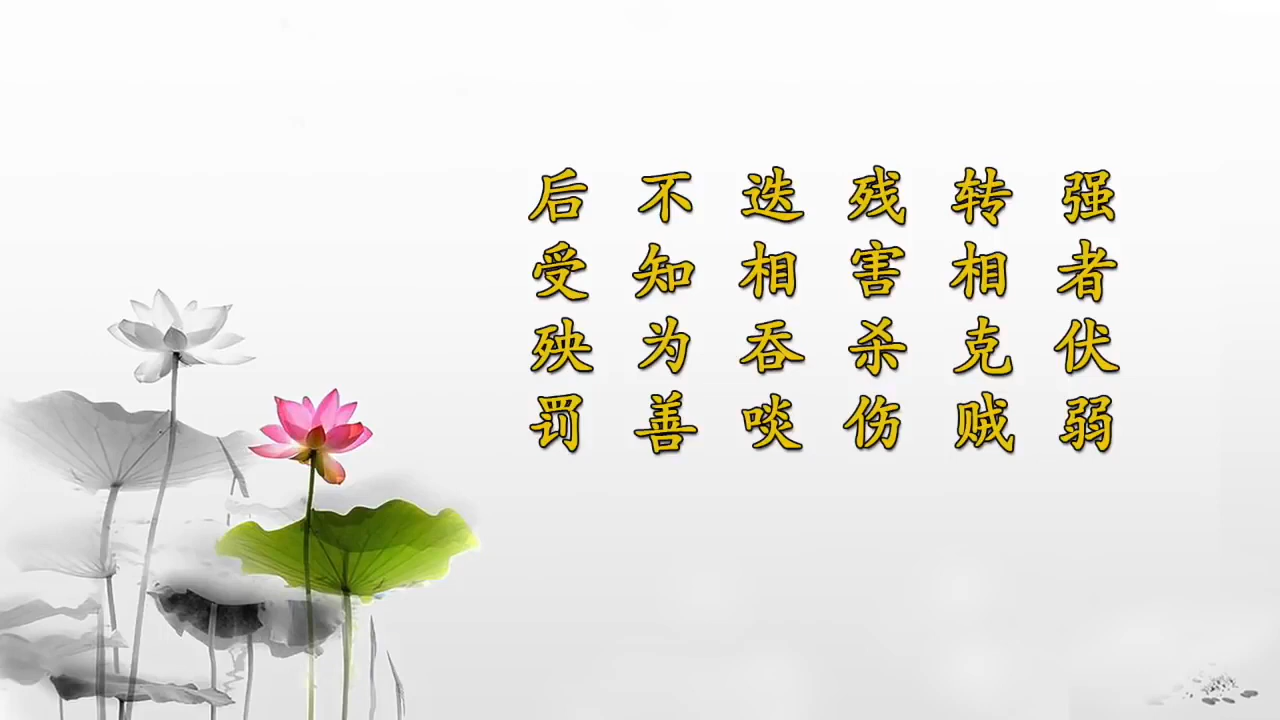 强者伏弱
转相克贼
残害杀伤
迭相吞啖
不知为善
后受殃罚